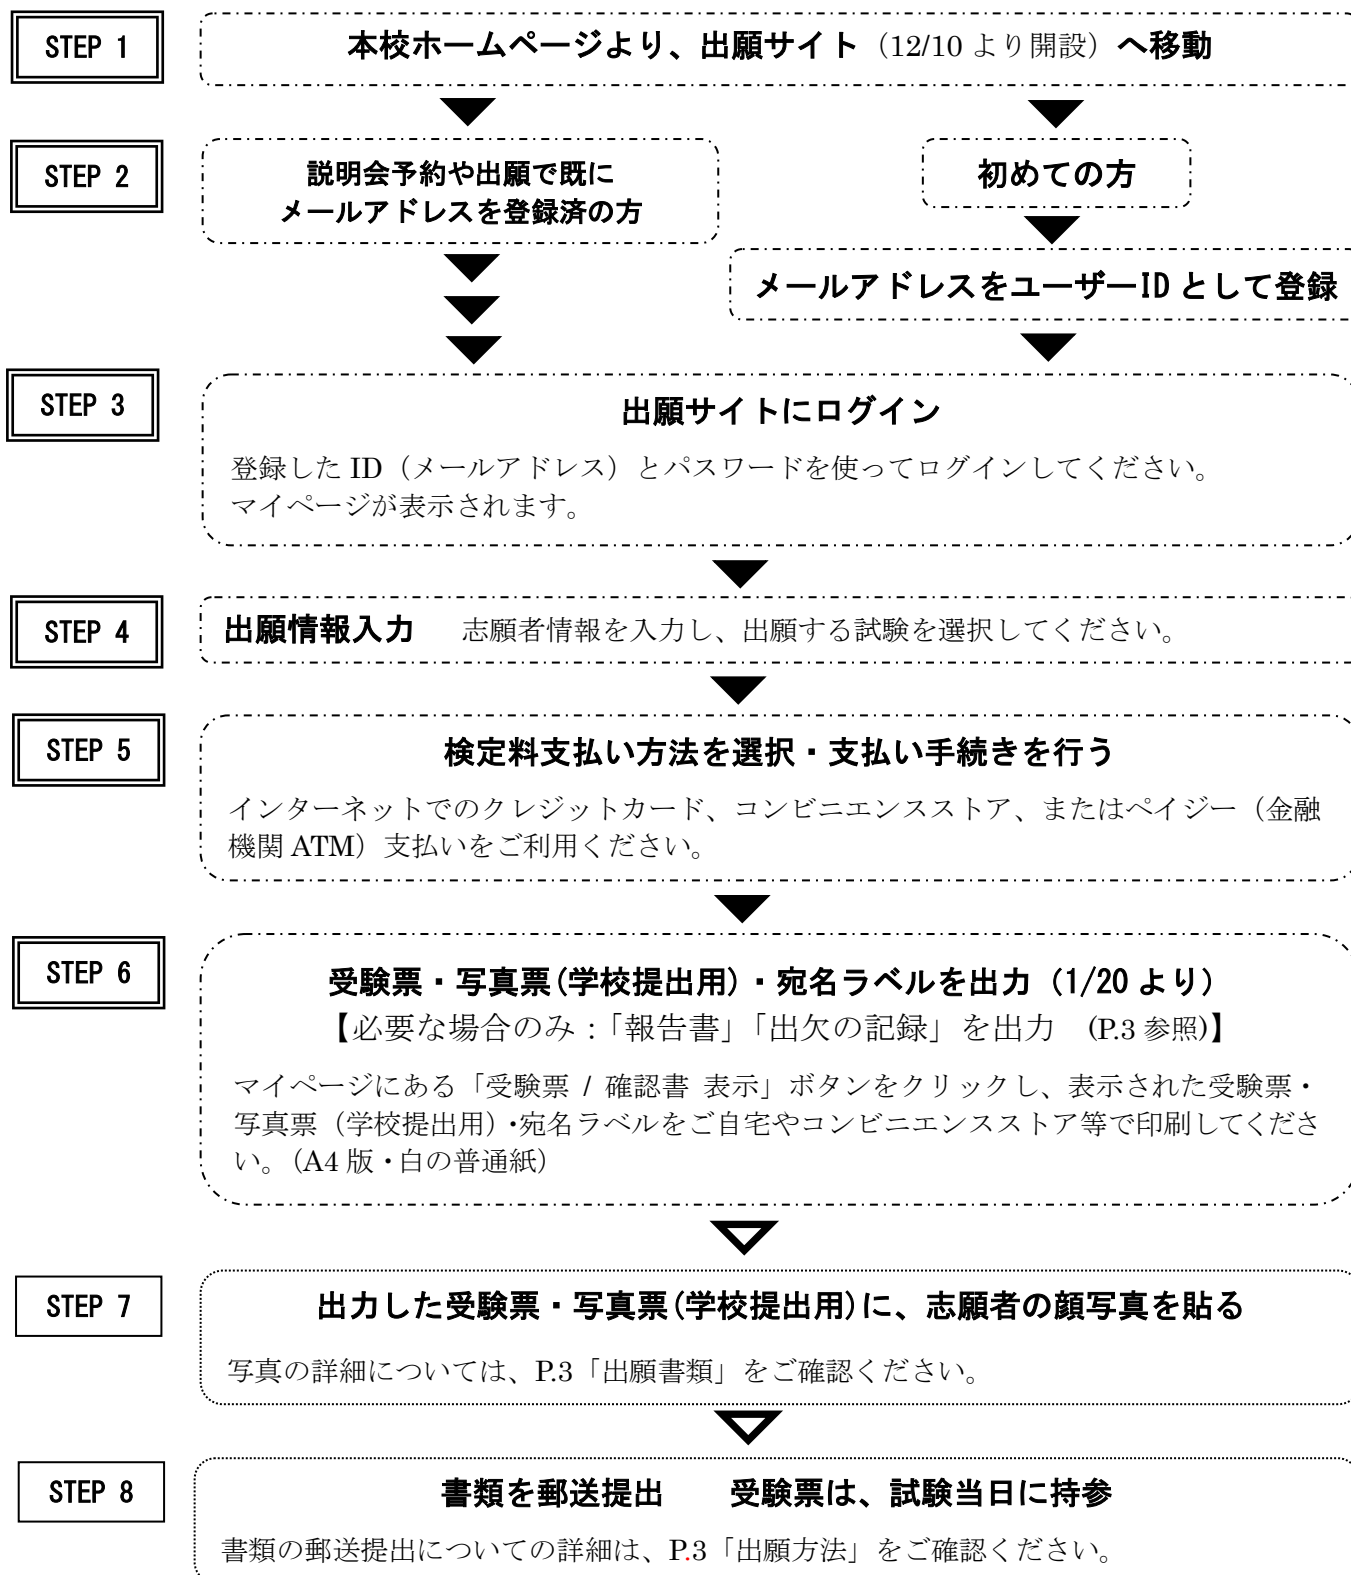 STEP 1
本校ホームページより、出願サイト（12/10 より開設）へ移動
STEP 2
説明会予約や出願で既に
メールアドレスを登録済の方
初めての方
メールアドレスをユーザーID として登録
STEP 3
出願サイトにログイン
登録した ID（メールアドレス）とパスワードを使ってログインしてください。
マイページが表示されます。
STEP 4
出願情報入力　志願者情報を入力し、出願する試験を選択してください。
STEP 5
検定料支払い方法を選択・支払い手続きを行う
インターネットでのクレジットカード、コンビニエンスストア、またはペイジー（金融
機関 ATM）支払いをご利用ください。
STEP 6
受験票・写真票(学校提出用)・宛名ラベルを出力（1/20 より）
【必要な場合のみ：「報告書」「出欠の記録」を出力　(P.3 参照)】
マイページにある「受験票 / 確認書 表示」ボタンをクリックし、表示された受験票・
写真票（学校提出用）・宛名ラベルをご自宅やコンビニエンスストア等で印刷してくださ
い。（A4 版・白の普通紙）
STEP 7
出力した受験票・写真票(学校提出用)に、志願者の顔写真を貼る
写真の詳細については、P.3「出願書類」をご確認ください。
STEP 8
書類を郵送提出　　受験票は、試験当日に持参
書類の郵送提出についての詳細は、P.3「出願方法」をご確認ください。